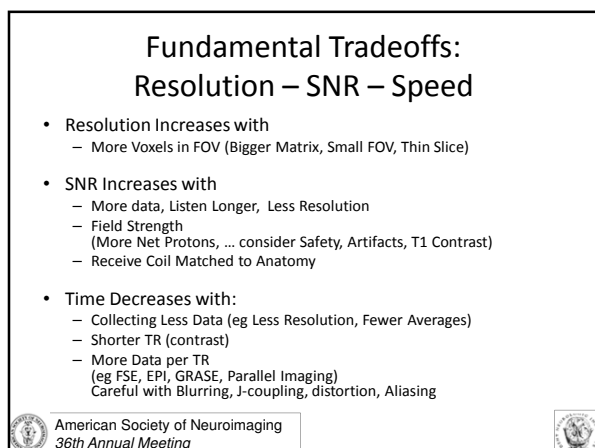 Fundamental Tradeoffs:
Resolution – SNR – Speed
• Resolution Increases with
– More Voxels in FOV (Bigger Matrix, Small FOV, Thin Slice)
• SNR Increases with
– More data, Listen Longer, Less Resolution
– Field Strength
(More Net Protons, ... consider Safety, Artifacts, T1 Contrast)
– Receive Coil Matched to Anatomy
• Time Decreases with:
– Collecting Less Data (eg Less Resolution, Fewer Averages)
– Shorter TR (contrast)
– More Data per TR
(eg FSE, EPI, GRASE, Parallel Imaging)
Careful with Blurring, J-coupling, distortion, Aliasing
American Society of Neuroimaging
36th Annual Meeting